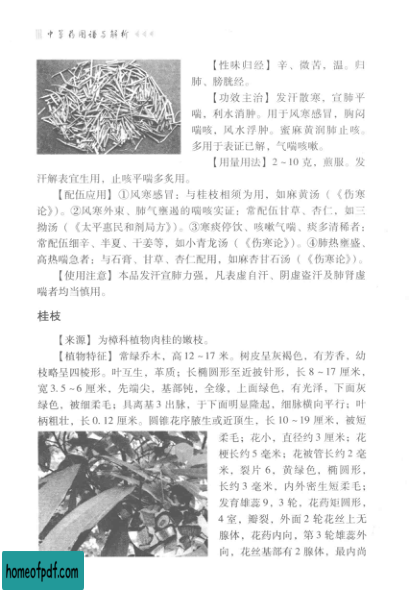 中草药图谱与解析
【性味归经】 辛、微苦，温。归
肺、膀胱经。
【功效主治】 发汗散寒，宣肺平
喘，利水消肿。用于风寒感冒，胸闷
喘咳，风水浮肿。蜜麻黄润肺止咳。
多用于表证已解，气喘咳嗽。
【用量用法】 2~10克，煎服。发
汗解表宜生用，止咳平喘多炙用。
【配伍应用】 ①风寒感冒：与桂枝相须为用，如麻黄汤（《伤寒
论》）。②风寒外束、肺气壅遏的喘咳实证：常配伍甘草、杏仁，如三
拗汤（《太平惠民和剂局方》）。③寒痰停饮、咳嗽气喘、痰多清稀者：
常配伍细辛、半夏、干姜等，如小青龙汤（《伤寒论》）。④肺热壅盛、
高热喘急者：与石膏、甘草、杏仁配用，如麻杏甘石汤（《伤寒论》）。
【使用注意】 本品发汗宣肺力强，凡表虚自汗、阴虚盗汗及肺肾虚
喘者均当慎用。
桂枝
【来源】 为樟科植物肉桂的嫩枝。
【植物特征】 常绿乔木，高12~17米。树皮呈灰褐色，有芳香，幼
枝略呈四棱形。叶互生，革质；长椭圆形至近披针形，长8~17厘米，
宽3.5~6厘米，先端尖，基部钝，全缘，上面绿色，有光泽，下面灰
绿色，被细柔毛；具离基3出脉，于下面明显隆起，细脉横向平行；叶
柄粗壮，长0.12厘米。圆锥花序腋生或近顶生，长10~19厘米，被短
柔毛；花小，直径约3厘米；花
梗长约5毫米；花被管长约2毫
米，裂片6，黄绿色，椭圆形，
长约3毫米，内外密生短柔毛；
发育雄蕊9，3轮，花药矩圆形，
4室，瓣裂，外面2轮花丝上无
腺体，花药内向，第3轮雄蕊外
向，花丝基部有2腺体，最内尚
homeofpdf.com